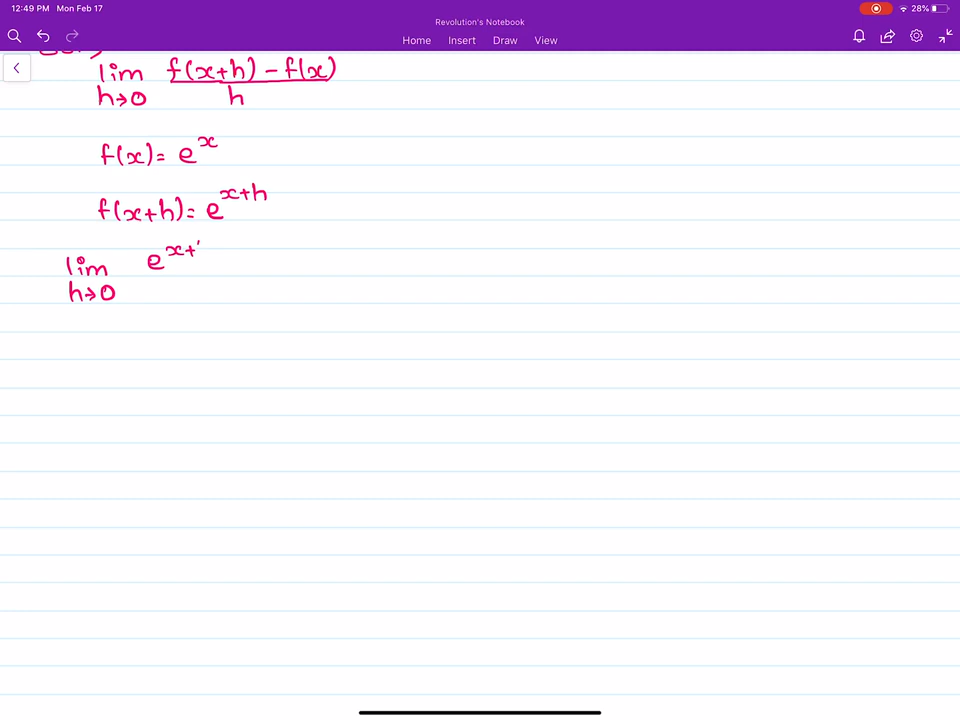 12:49 PM Mon Feb 17
28%
Revolution's Notebook
Home Insert Draw View
lim f(x+h) - f(x)
h→0 h
f(x) = e^x
f(x+h) = e^x+h
lim e^x+
h→0